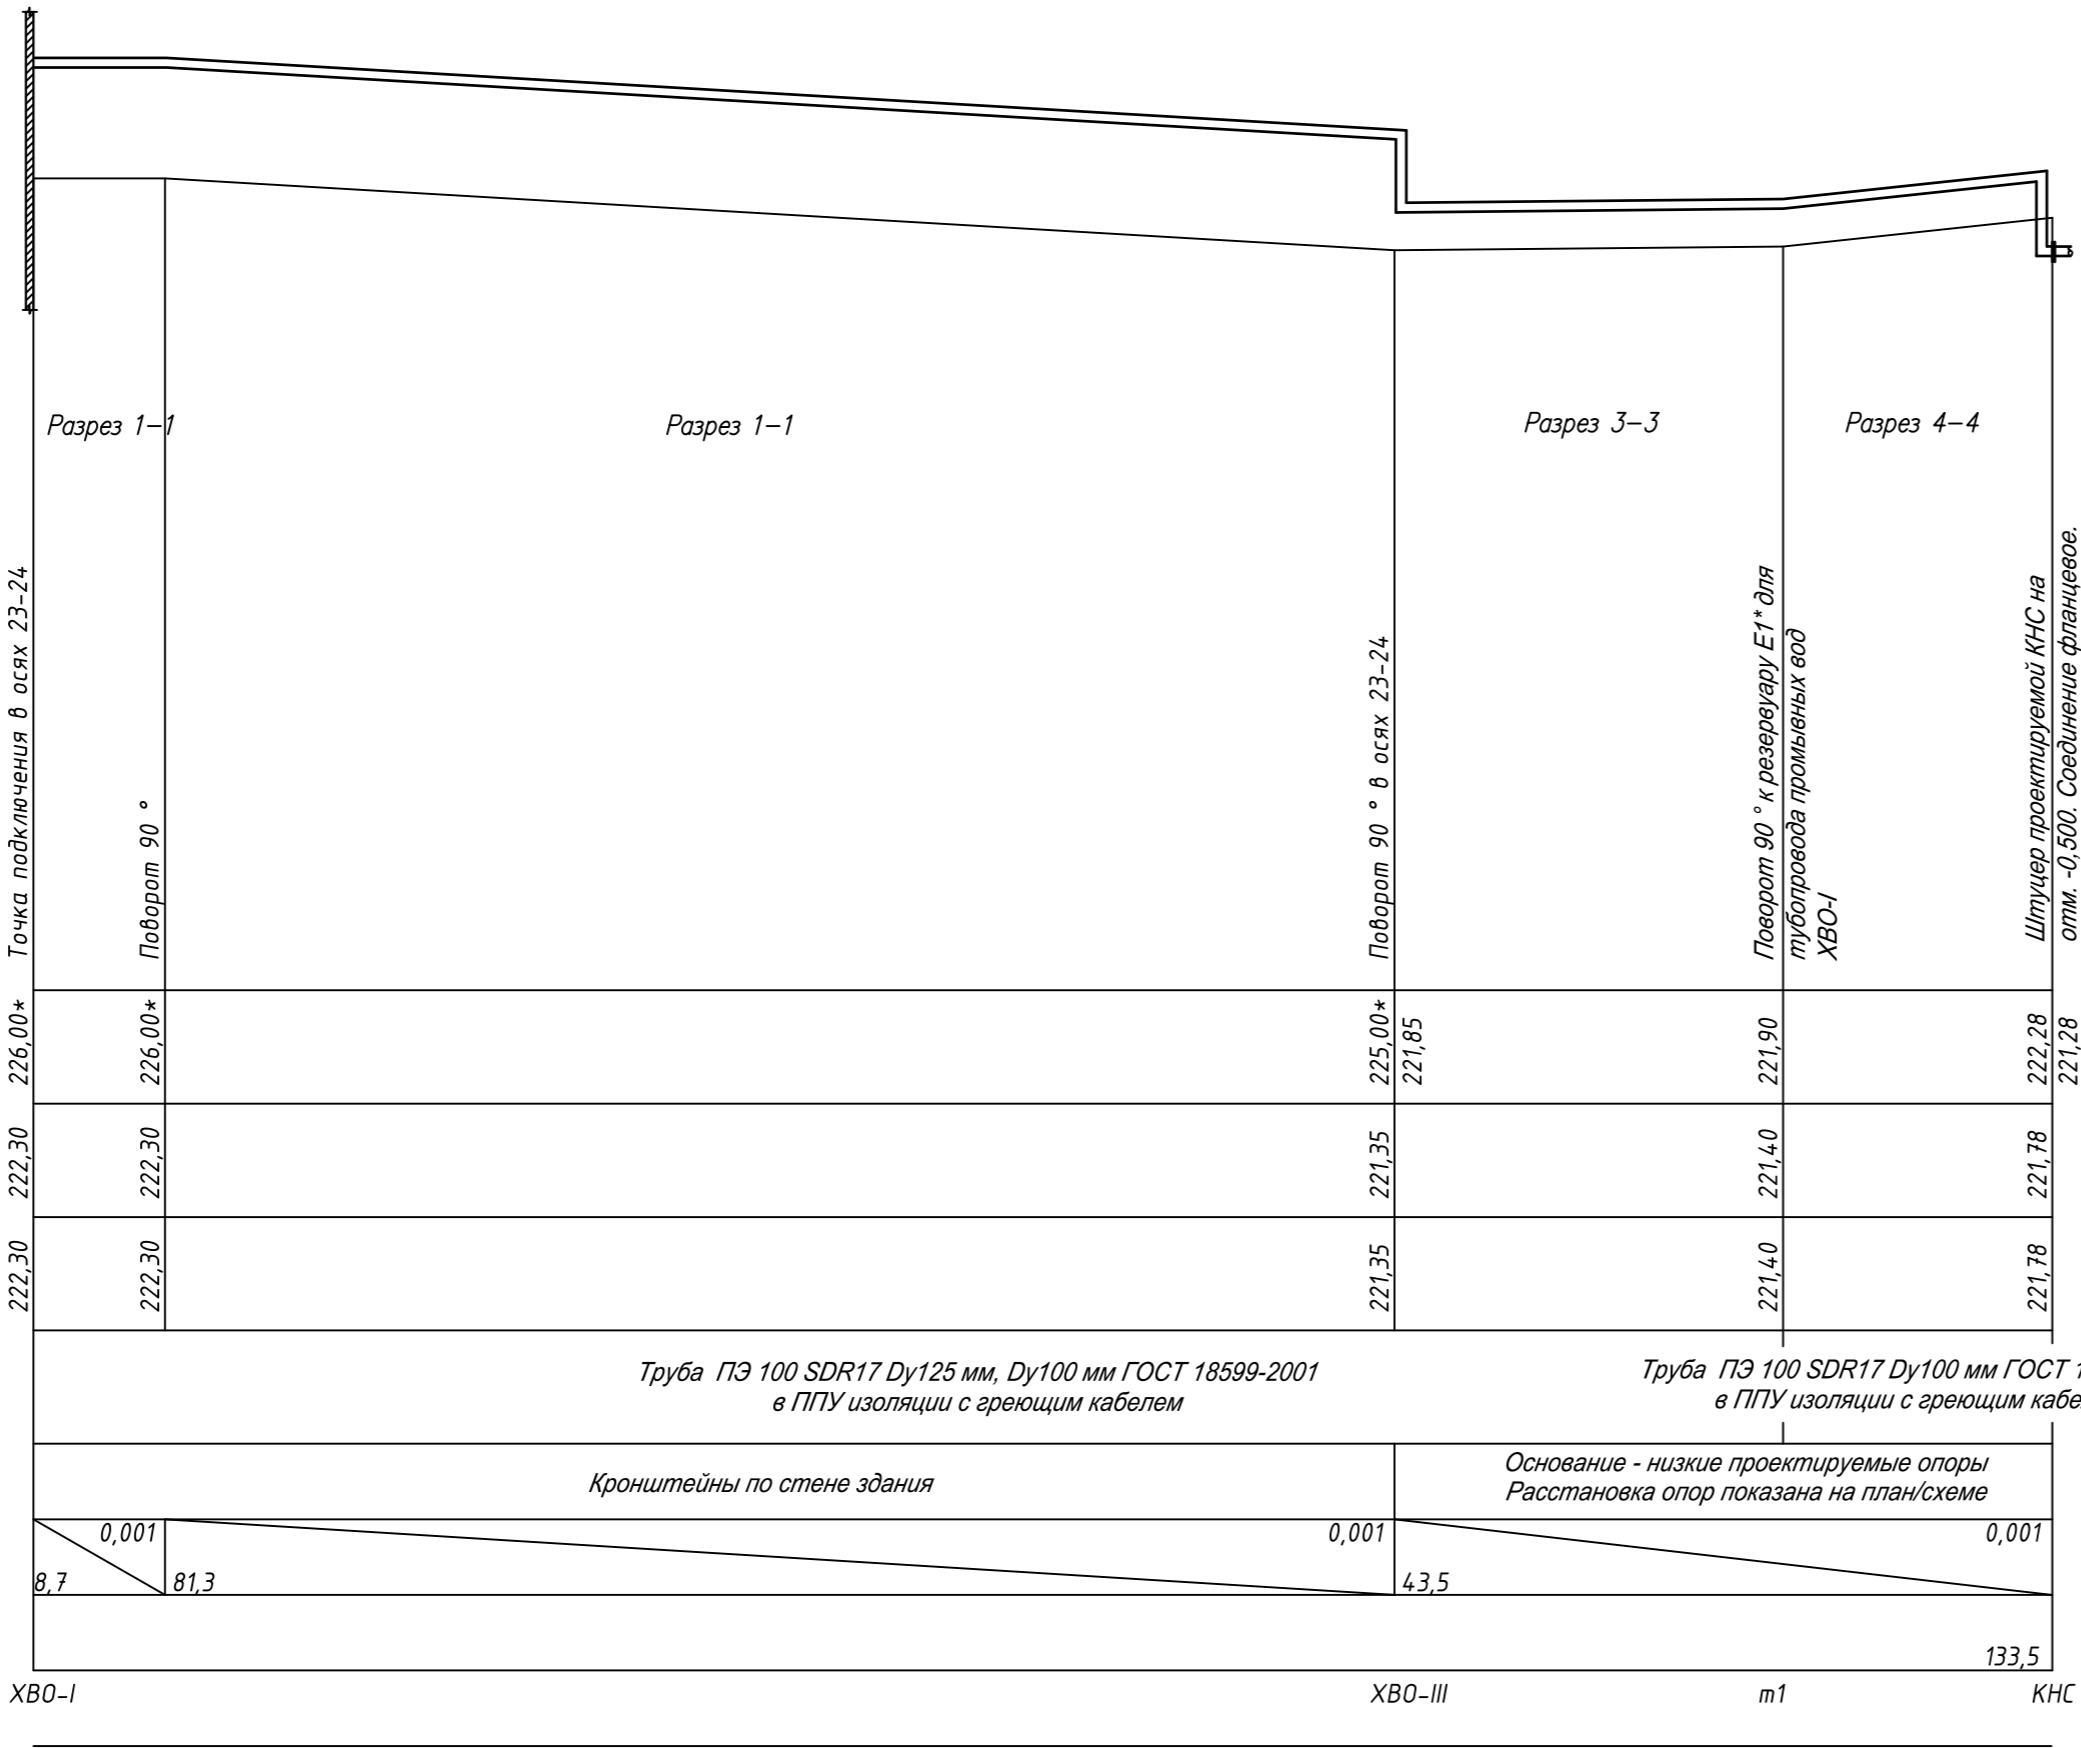 Разрез 1-1
Разрез 1-1
Разрез 3-3
Разрез 4-4
Точка подключения в осях 23-24
Поворот 90 °
Поворот 90 ° в осях 23-24
Поворот 90 ° к резервуару Е1* для
тубопровода промывных вод
ХВО-I
Штуцер проектируемой КНС на
отм. -0,500. Соединение фланцевое.
226,00*
226,00*
225,00*
221,85
221,90
222,28
221,28
222,30
222,30
221,35
221,40
221,78
222,30
222,30
221,35
221,40
221,78
Труба ПЭ 100 SDR17 Dу125 мм, Dу100 мм ГОСТ 18599-2001
в ППУ изоляции с греющим кабелем
Труба ПЭ 100 SDR17 Dу100 мм ГОСТ 1
в ППУ изоляции с греющим кабе
Кронштейны по стене здания
Основание - низкие проектируемые опоры
Расстановка опор показана на план/схеме
0,001
0,001
0,001
8,7
81,3
43,5
133,5
ХВО-I
ХВО-III
т1
КНС